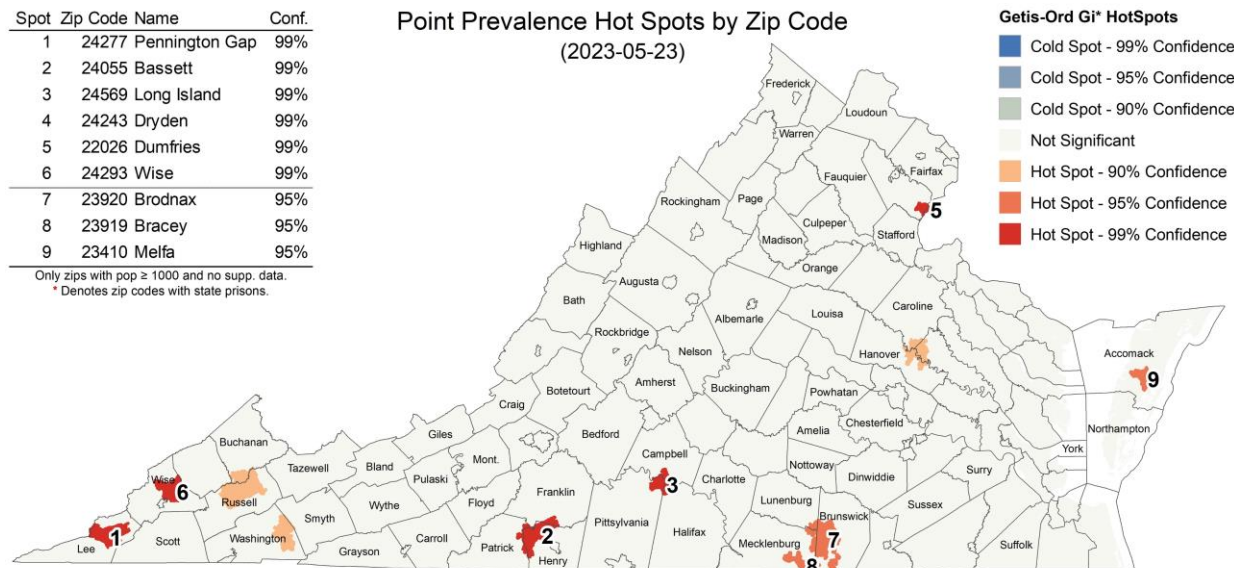 Point Prevalence Hot Spots by Zip Code
(2023-05-23)
Spot Zip Code Name Conf.
1 24277 Pennington Gap 99%
2 24055 Bassett 99%
3 24569 Long Island 99%
4 24243 Dryden 99%
5 22026 Dumfries 99%
6 24293 Wise 99%
7 23920 Brodnax 95%
8 23919 Bracey 95%
9 23410 Melfa 95%
Only zips with pop ≥ 1000 and no supp. data.
* Denotes zip codes with state prisons.
Getis-Ord Gi* HotSpots
Cold Spot - 99% Confidence
Cold Spot - 95% Confidence
Cold Spot - 90% Confidence
Not Significant
Hot Spot - 90% Confidence
Hot Spot - 95% Confidence
Hot Spot - 99% Confidence
Frederick
Loudoun
Warren
Fairfax
Fauquier
Page
Rockingham
5
Culpeper
Stafford
Madison
Highland
Orange
Augusta
Bath
Caroline
Albemarle
Louisa
Rockbridge
Hanover
Accomack
Nelson
9
Amherst
Buckingham
Powhatan
Botetourt
Craig
Northampton
Chesterfield
Amelia
Giles
Bedford
Buchanan
York
Campbell
Mont.
Nottoway
Dinwiddie
Surry
Tazewell
Bland
Pulaski
Charlotte
Wise
6
3
Franklin
Lunenburg
Russell
Floyd
Sussex
Wythe
Smyth
Brunswick
Pittsylvania
Halifax
1
2
7
Washington
Carroll
Mecklenburg
Suffolk
Lee
Scott
Patrick
Grayson
Henry
8